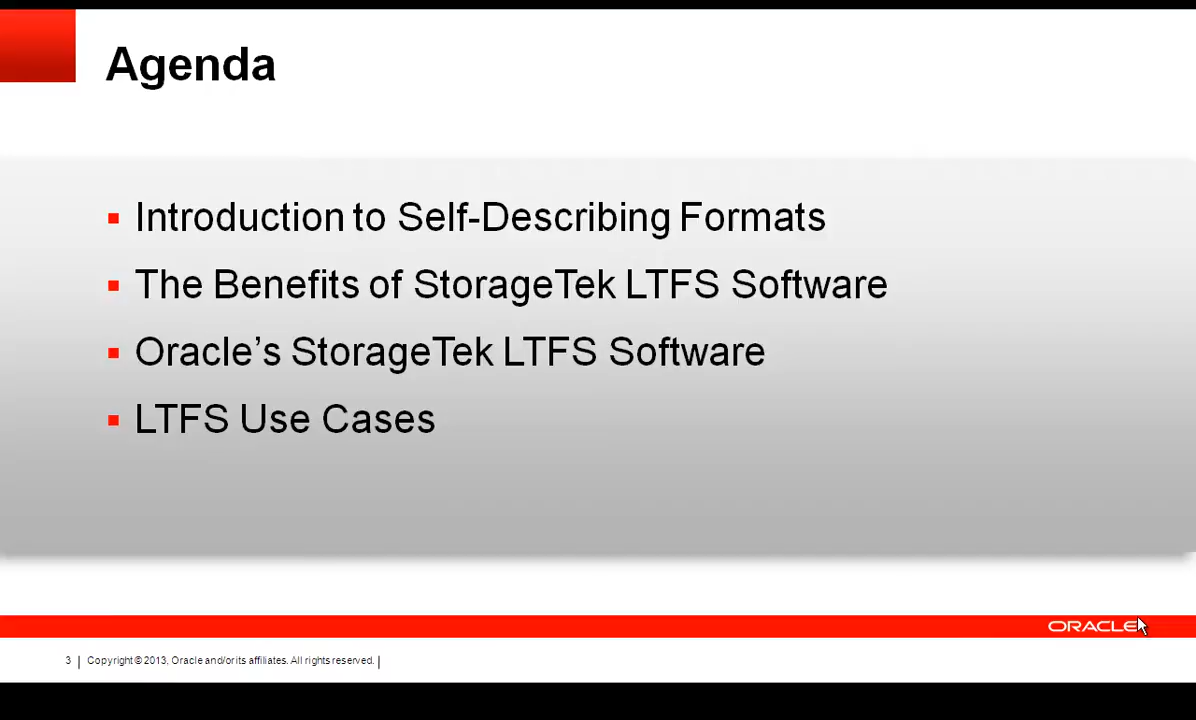 Agenda
▪ Introduction to Self-Describing Formats
▪ The Benefits of StorageTek LTFS Software
▪ Oracle’s StorageTek LTFS Software
▪ LTFS Use Cases
ORACLE
3 | Copyright © 2013, Oracle and/or its affiliates. All rights reserved. |